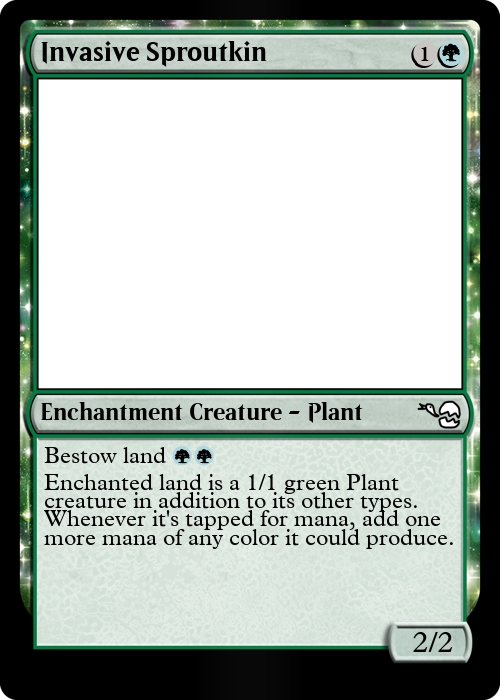 Invasive Sproutkin 1
Enchantment Creature – Plant
Bestow land
Enchanted land is a 1/1 green Plant
creature in addition to its other types.
Whenever it's tapped for mana, add one
more mana of any color it could produce.
2/2